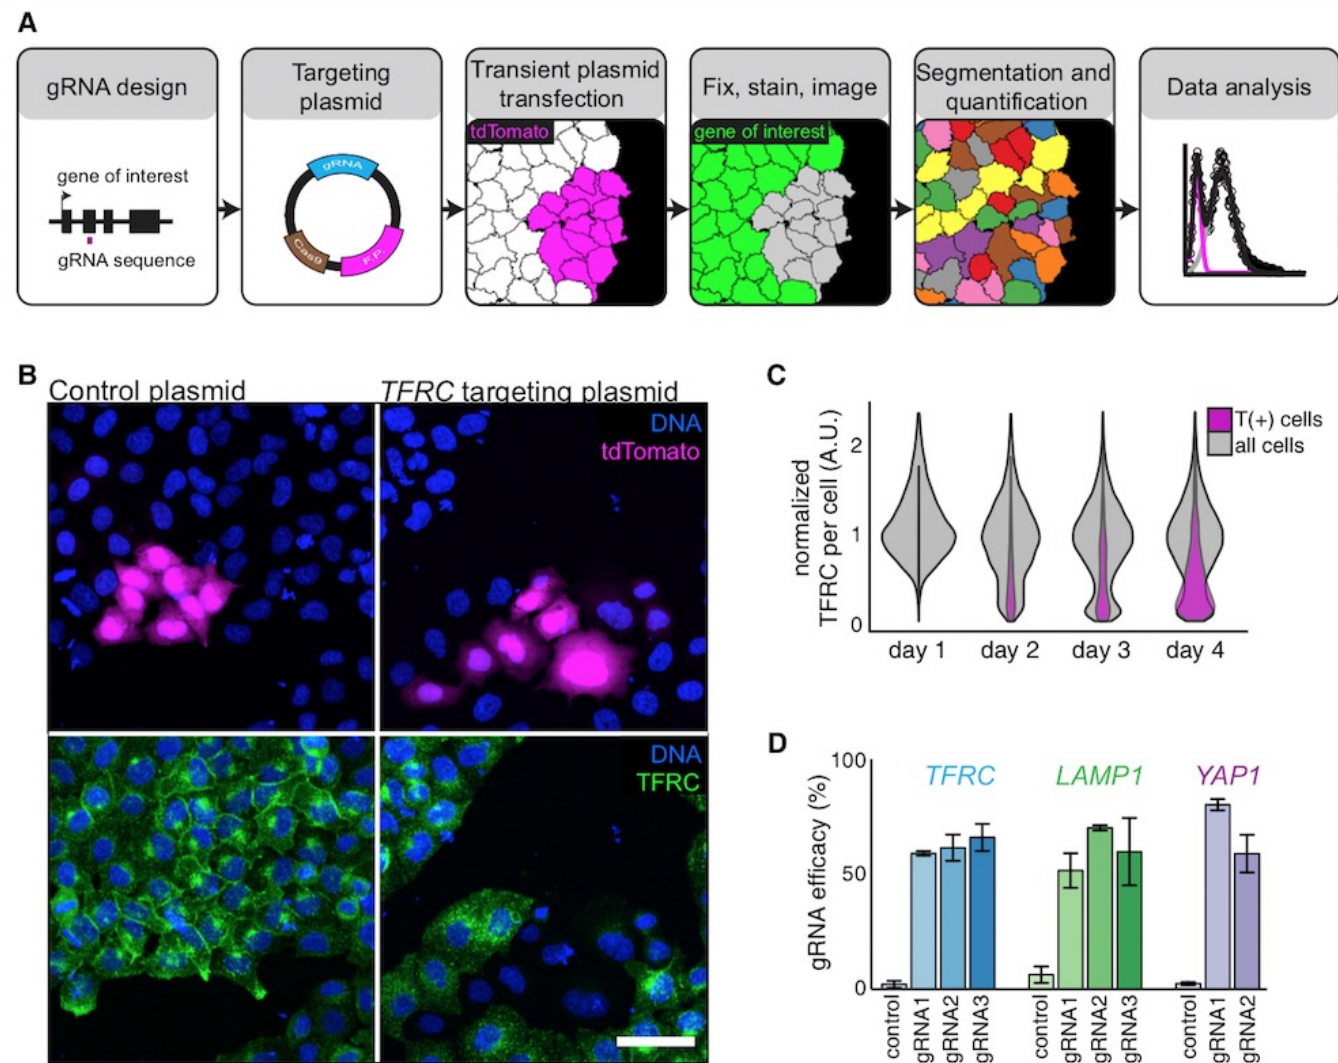 A
gRNA design
gene of interest
gRNA sequence
Targeting
plasmid
gRNA
Cas9
F.P.
Transient plasmid
transfection
tdTomato
Fix, stain, image
gene of interest
Segmentation and
quantification
Data analysis
B
Control plasmid
TFRC targeting plasmid
DNA
tdTomato
DNA
TFRC
C
normalized
TFRC per cell (A.U.)
2
1
0
T(+) cells
all cells
day 1
day 2
day 3
day 4
D
gRNA efficacy (%)
100
50
0
TFRC
LAMP1
YAP1
control
gRNA1
gRNA2
gRNA3
control
gRNA1
gRNA2
gRNA3
control
gRNA1
gRNA2